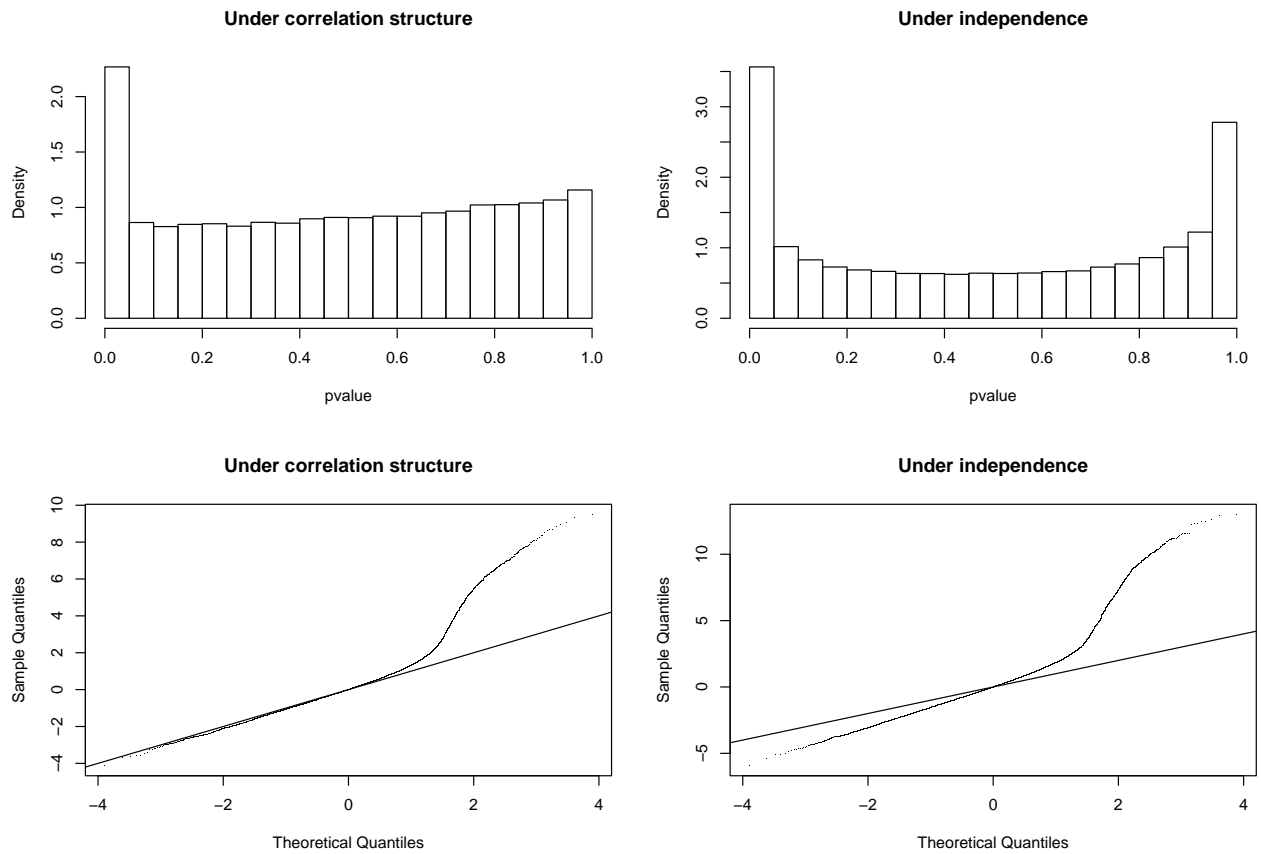 Under correlation structure
Density
0.0 0.5 1.0 1.5 2.0
0.0 0.2 0.4 0.6 0.8 1.0
pvalue
Under independence
Density
0.0 1.0 2.0 3.0
0.0 0.2 0.4 0.6 0.8 1.0
pvalue
Under correlation structure
Sample Quantiles
−4 −2 0 2 4 6 8 10
−4 −2 0 2 4
Theoretical Quantiles
Under independence
Sample Quantiles
−5 0 5 10
−4 −2 0 2 4
Theoretical Quantiles